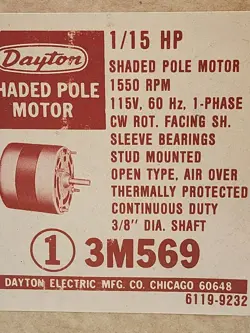 Dayton
SHADED POLE
MOTOR
1/15 HP
SHADED POLE MOTOR
1550 RPM
115V, 60 Hz, 1-PHASE
CW ROT. FACING SH.
SLEEVE BEARINGS
STUD MOUNTED
OPEN TYPE, AIR OVER
THERMALLY PROTECTED
CONTINUOUS DUTY
3/8" DIA. SHAFT
1 3M569
DAYTON ELECTRIC MFG. CO. CHICAGO 60648
6119-9232